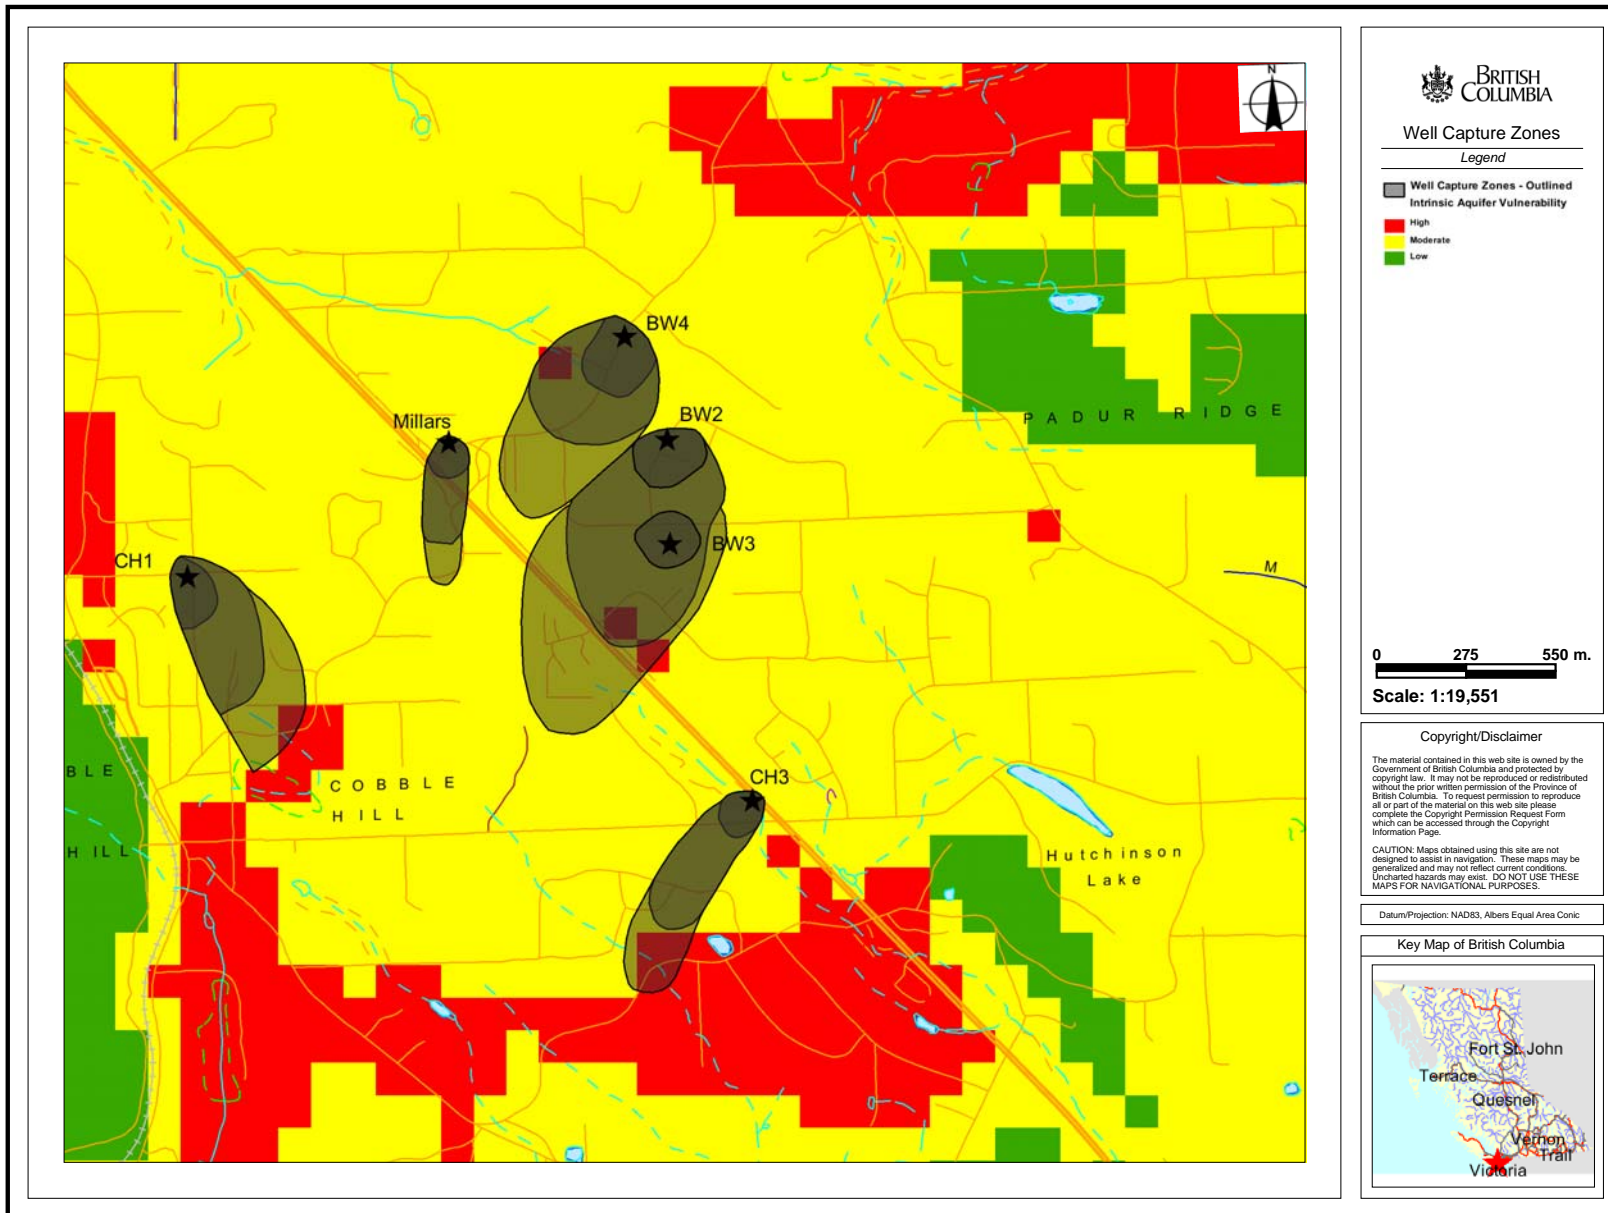 N
BW4
BW2
Millars
BW3
CH1
CH3
PADUR RIDGE
M
COBBLE
HILL
BLE
HILL
Hutchinson
Lake
BRITISH
COLUMBIA
Well Capture Zones
Legend
Well Capture Zones - Outlined
Intrinsic Aquifer Vulnerability
High
Moderate
Low
0 275 550 m.
Scale: 1:19,551
Copyright/Disclaimer
The material contained in this web site is owned by the
Government of British Columbia and protected by
copyright law. It may not be reproduced or redistributed
without the prior written permission of the Province of
British Columbia. To request permission to reproduce
all or part of the material on this web site please
complete the Copyright Permission Request Form
which can be accessed through the Copyright
Information Page.
CAUTION: Maps obtained using this site are not
designed to assist in navigation. These maps may be
generalized and may not reflect current conditions.
Uncharted hazards may exist. DO NOT USE THESE
MAPS FOR NAVIGATIONAL PURPOSES.
Datum/Projection: NAD83, Albers Equal Area Conic
Key Map of British Columbia
Fort St. John
Terrace
Quesnel
Vernon
Trail
Victoria